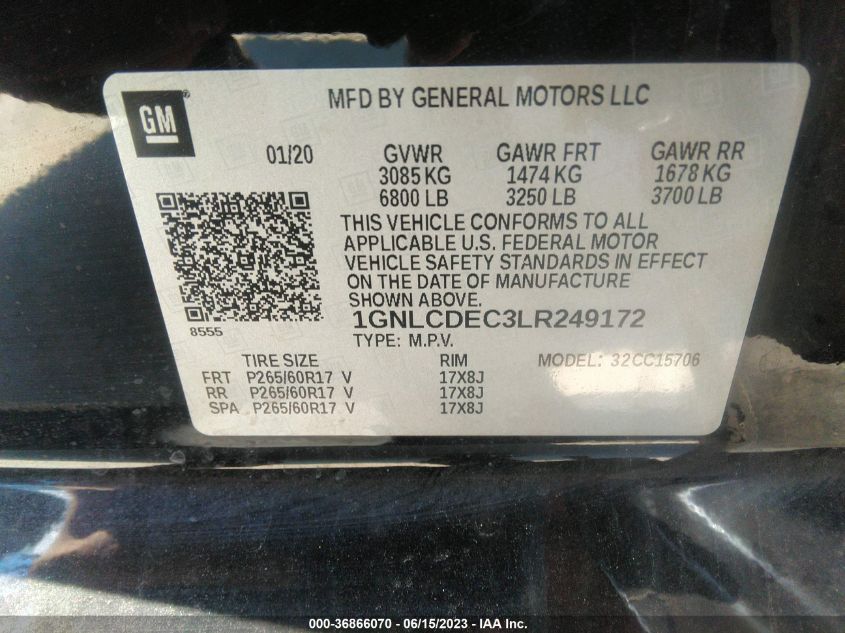 GM ®
MFD BY GENERAL MOTORS LLC
01/20 GVWR GAWR FRT GAWR RR
3085 KG 1474 KG 1678 KG
6800 LB 3250 LB 3700 LB
THIS VEHICLE CONFORMS TO ALL
APPLICABLE U.S. FEDERAL MOTOR
VEHICLE SAFETY STANDARDS IN EFFECT
ON THE DATE OF MANUFACTURE
SHOWN ABOVE.
1GNLCDEC3LR249172
8555
TYPE: M.P.V.
TIRE SIZE RIM MODEL: 32CC15706
FRT P265/60R17 V 17X8J
RR P265/60R17 V 17X8J
SPA P265/60R17 V 17X8J
000-36866070 / 06/15/2023 - IAA Inc.